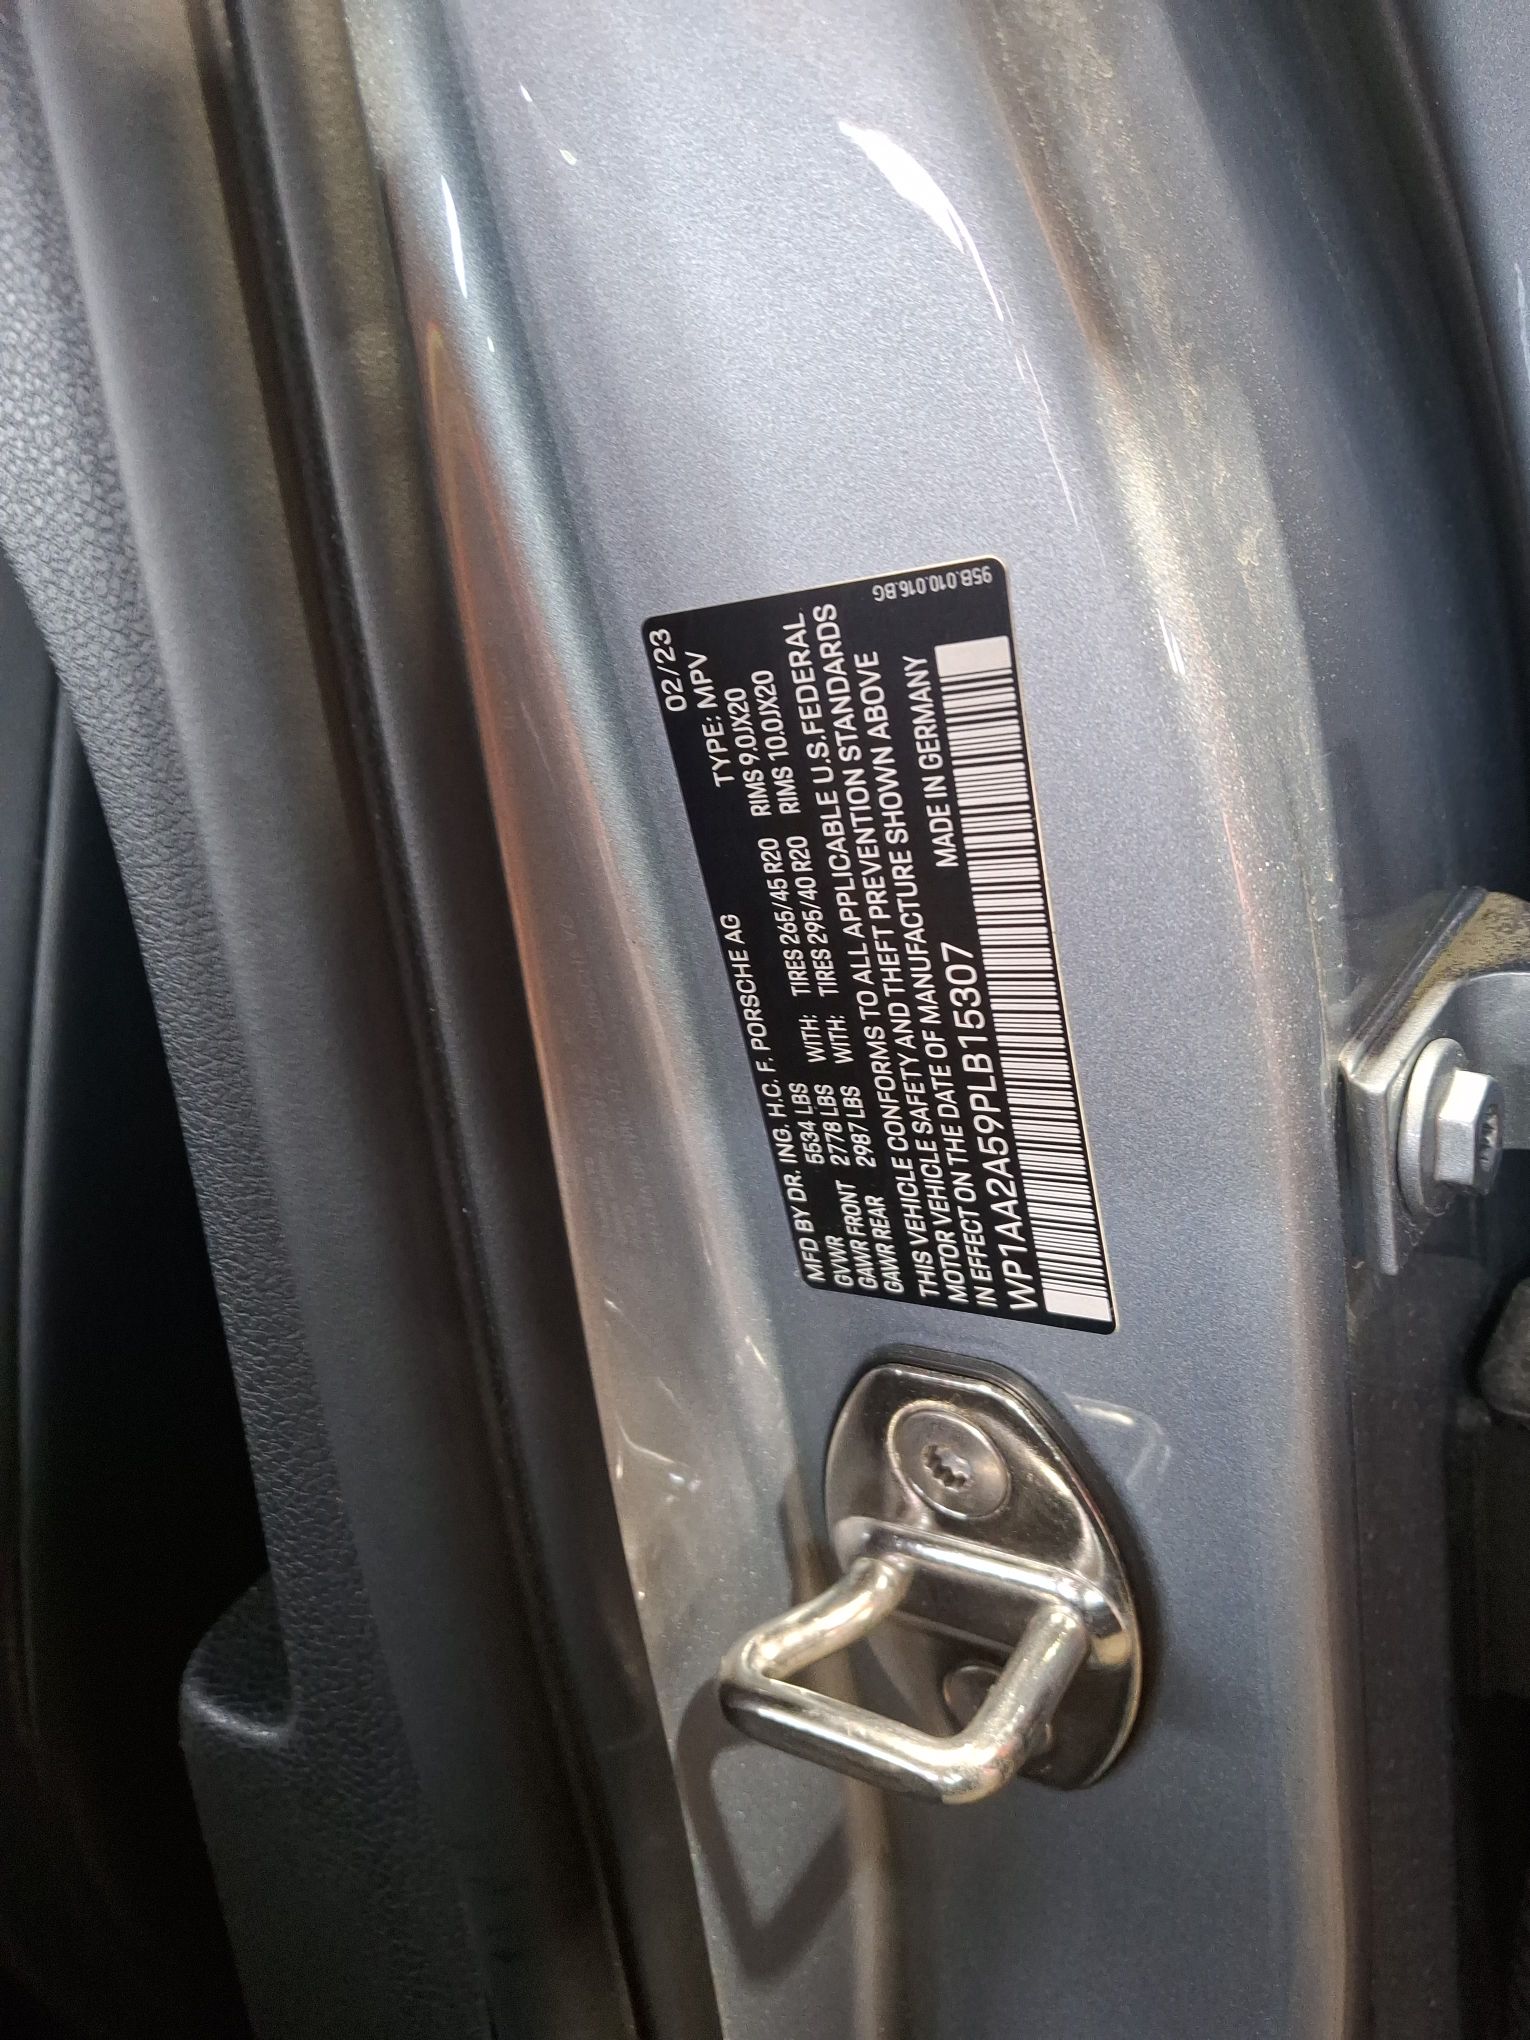 02/23
MFD BY DR. ING. H.C. F. PORSCHE AG TYPE: MPV
GVWR 5534 LBS WITH: TIRES 265/45 R20 RIMS 9.0JX20
GAWR FRONT 2778 LBS WITH: TIRES 295/40 R20 RIMS 10.0JX20
GAWR REAR 2987 LBS
THIS VEHICLE CONFORMS TO ALL APPLICABLE U.S.FEDERAL
MOTOR VEHICLE SAFETY AND THEFT PREVENTION STANDARDS
IN EFFECT ON THE DATE OF MANUFACTURE SHOWN ABOVE
WP1AA2A59PLB15307 MADE IN GERMANY
95B.010.016.BG